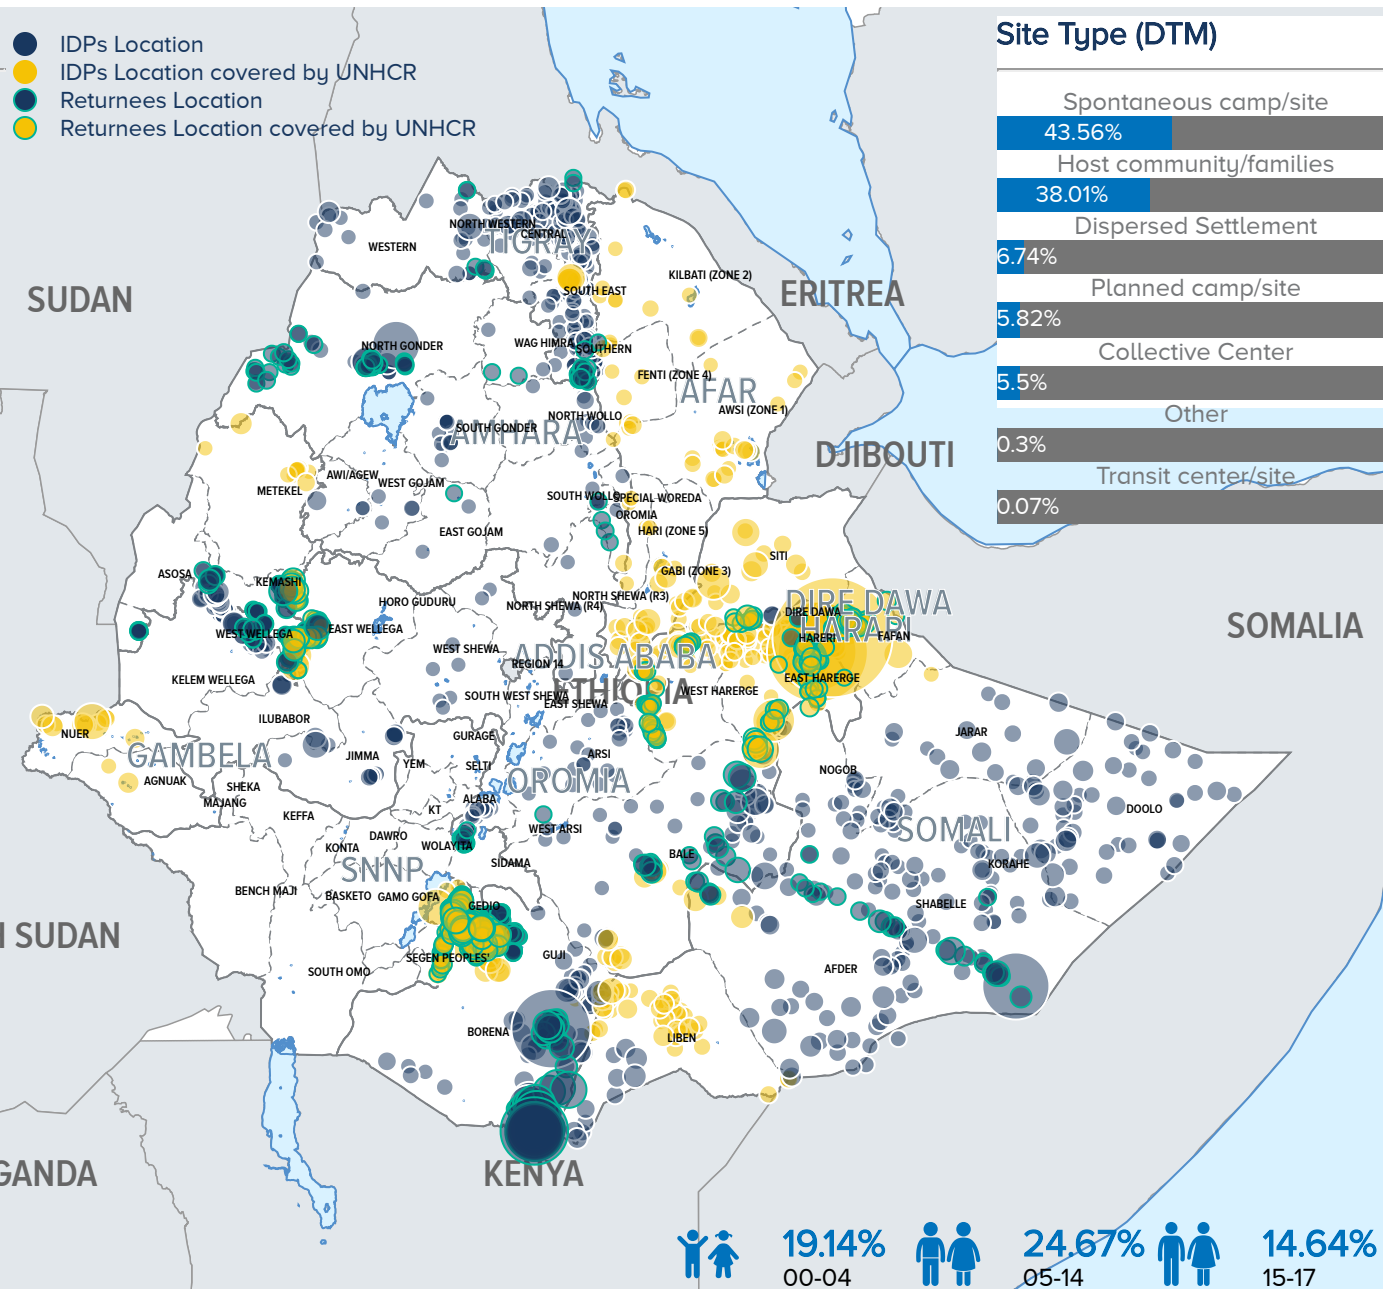 IDPs Location
IDPs Location covered by UNHCR
Returnees Location
Returnees Location covered by UNHCR
Site Type (DTM)
Spontaneous camp/site
43.56%
Host community/families
38.01%
Dispersed Settlement
6.74%
Planned camp/site
5.82%
Collective Center
5.5%
Other
0.3%
Transit center/site
0.07%
NORTH WESTERN
CENTRAL
TIGRAY
WESTERN
KILBATI (ZONE 2)
SOUTH EAST
SUDAN
ERITREA
NORTH GONDER
WAG HIMRA
SOUTHERN
FENTI (ZONE 4)
AFAR
AWSI (ZONE 1)
NORTH WOLLO
SOUTH GONDER
AMHARA
DJIBOUTI
AWI/AGEW
WEST GOJAM
METEKEL
SOUTH WOLLO
SPECIAL WOREDA
OROMIA
EAST GOJAM
HARI (ZONE 5)
SITI
ASOSA
KEMASHI
GABI (ZONE 3)
HORO GUDURU
NORTH SHEWA (R4)
NORTH SHEWA (R3)
DIRE DAWA
DIRE DAWA
HARARI
HARERI
FAFAN
SOMALIA
WEST WELLEGA
EAST WELLEGA
WEST SHEWA
REGION 14
ADDIS ABABA
KELEM WELLEGA
EAST HARERGE
SOUTH WEST SHEWA
ETHIOPIA
WEST HARERGE
EAST SHEWA
ILUBABOR
NUER
GURAGE
JARAR
GAMBELA
JIMMA
YEM
SELTI
ARSI
NOGOB
AGNUAK
SHEKA
OROMIA
MAJANG
KT
ALABA
DOOLO
KEFFA
WEST ARSI
SOMALI
DAWRO
KONTA
WOLAYITA
BALE
SNNP
SIDAMA
KORAHE
BENCH MAJI
BASKETO
GAMO GOFA
GEDIO
SHABELLE
SUDAN
SEGEN PEOPLES'
GUJI
SOUTH OMO
AFDER
BORENA
LIBEN
GANDA
KENYA
19.14%
00-04
24.67%
05-14
14.64%
15-17